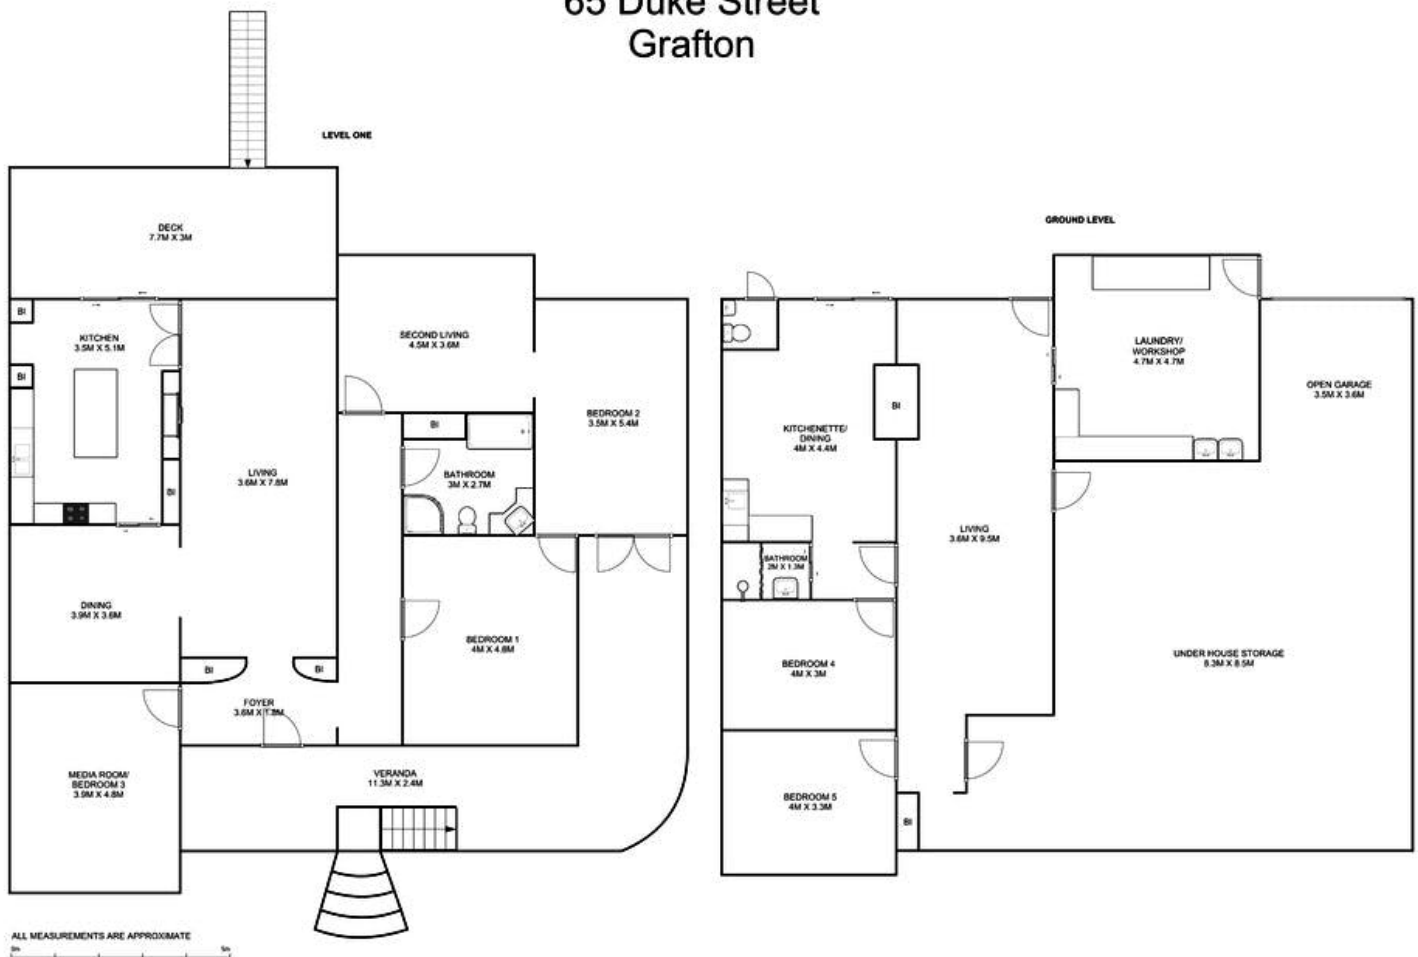 65 Duke Street
Grafton
LEVEL ONE
DECK
7.7M X 3M
BI
KITCHEN
3.5M X 5.1M
BI
BI
LIVING
3.6M X 7.8M
SECOND LIVING
4.5M X 3.6M
BI
BATHROOM
3M X 2.7M
BEDROOM 2
3.5M X 5.4M
DINING
3.9M X 3.6M
BEDROOM 1
4M X 4.8M
BI
BI
FOYER
MEDIA ROOM/
BEDROOM 3
3.9M X 4.8M
VERANDA
11.3M X 2.4M
GROUND LEVEL
LAUNDRY/
WORKSHOP
4.7M X 4.7M
OPEN GARAGE
3.5M X 3.6M
BI
KITCHENETTE/
DINING
4M X 4.4M
LIVING
3.6M X 9.5M
BATHROOM
2M X 1.3M
BEDROOM 4
4M X 3M
UNDER HOUSE STORAGE
8.3M X 8.5M
BEDROOM 5
4M X 3.3M
BI
ALL MEASUREMENTS ARE APPROXIMATE
0m
5m